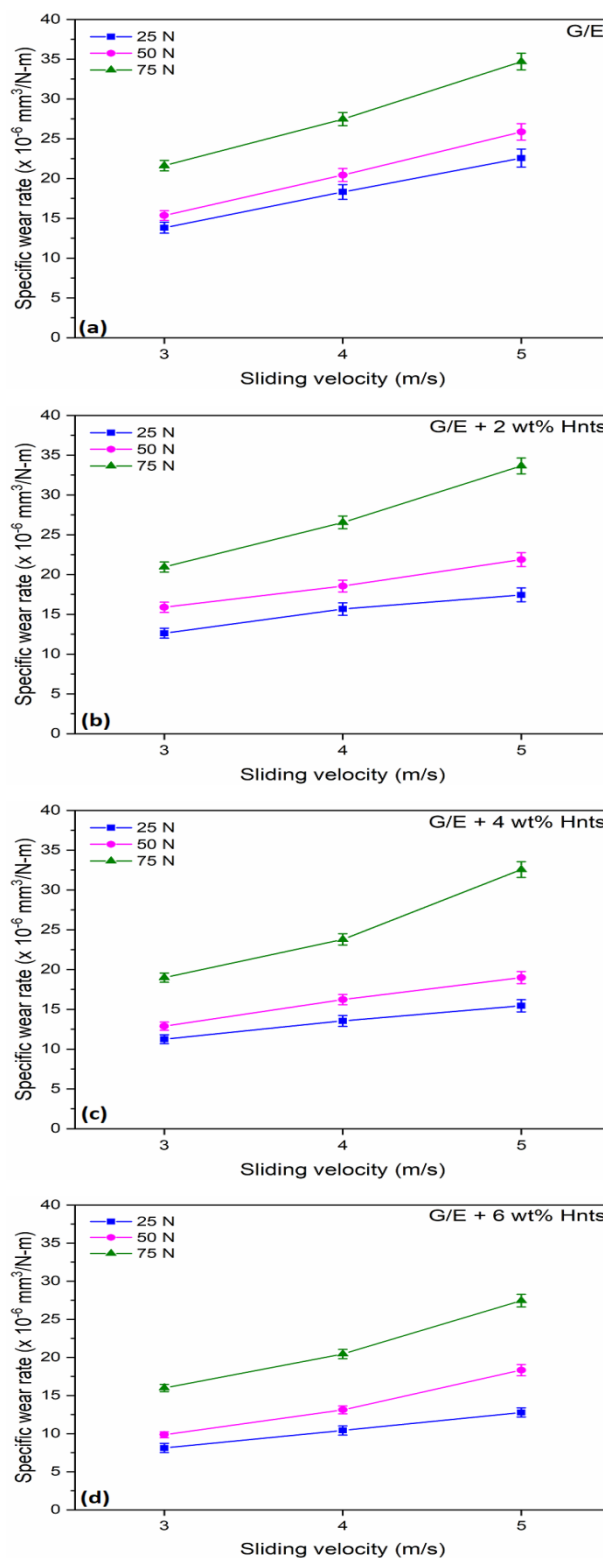 G/E
25 N
50 N
75 N
Specific wear rate (x 10⁻⁶ mm³/N-m)
40
35
30
25
20
15
10
5
0
(a)
3
4
5
Sliding velocity (m/s)
G/E + 2 wt% Hnts
25 N
50 N
75 N
Specific wear rate (x 10⁻⁶ mm³/N-m)
40
35
30
25
20
15
10
5
0
(b)
3
4
5
Sliding velocity (m/s)
G/E + 4 wt% Hnts
25 N
50 N
75 N
Specific wear rate (x 10⁻⁶ mm³/N-m)
40
35
30
25
20
15
10
5
0
(c)
3
4
5
Sliding velocity (m/s)
G/E + 6 wt% Hnts
25 N
50 N
75 N
Specific wear rate (x 10⁻⁶ mm³/N-m)
40
35
30
25
20
15
10
5
0
(d)
3
4
5
Sliding velocity (m/s)